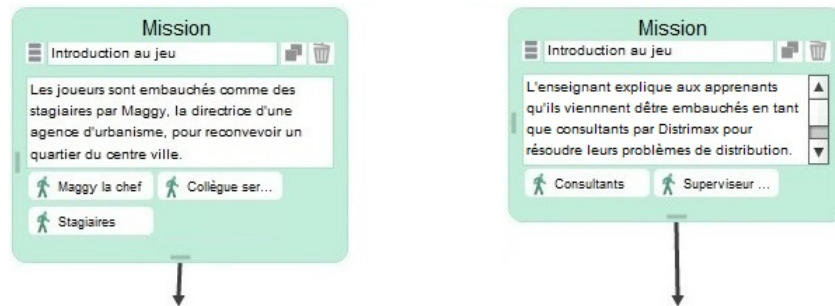 Mission
Introduction au jeu
Les joueurs sont embauchés comme des
stagiaires par Maggy, la directrice d'une
agence d'urbanisme, pour reconvevoir un
quartier du centre ville.
Maggy la chef
Collègue ser...
Stagiaires
Mission
Introduction au jeu
L'enseignant explique aux apprenants
qu'ils viennnent dêtre embauchés en tant
que consultants par Distrimax pour
résoudre leurs problèmes de distribution.
Consultants
Superviseur ...